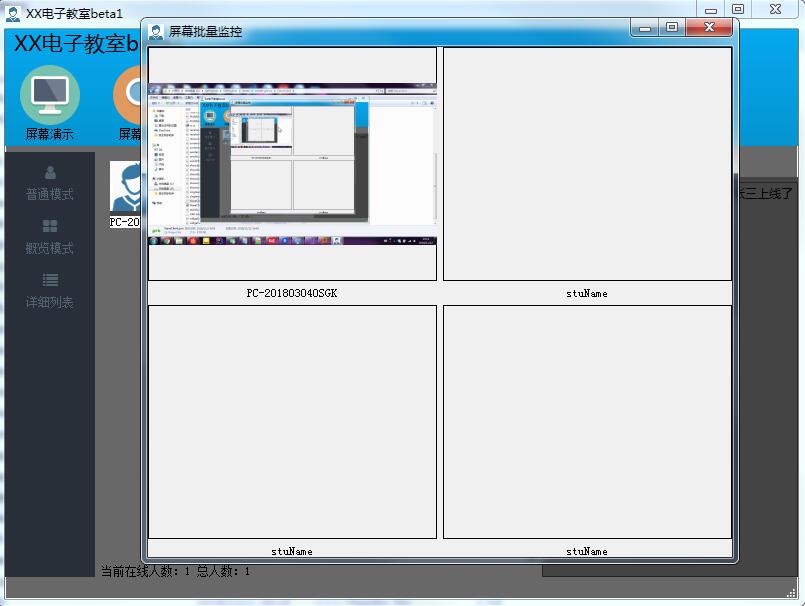 XX电子教室beta1
屏幕批量监控
XX电子教室b
屏幕演示
屏幕
普通模式
概览模式
详细列表
PC-20
张三上线了
PC-201803040SGK
stuName
stuName
stuName
当前在线人数: 1 总人数: 1